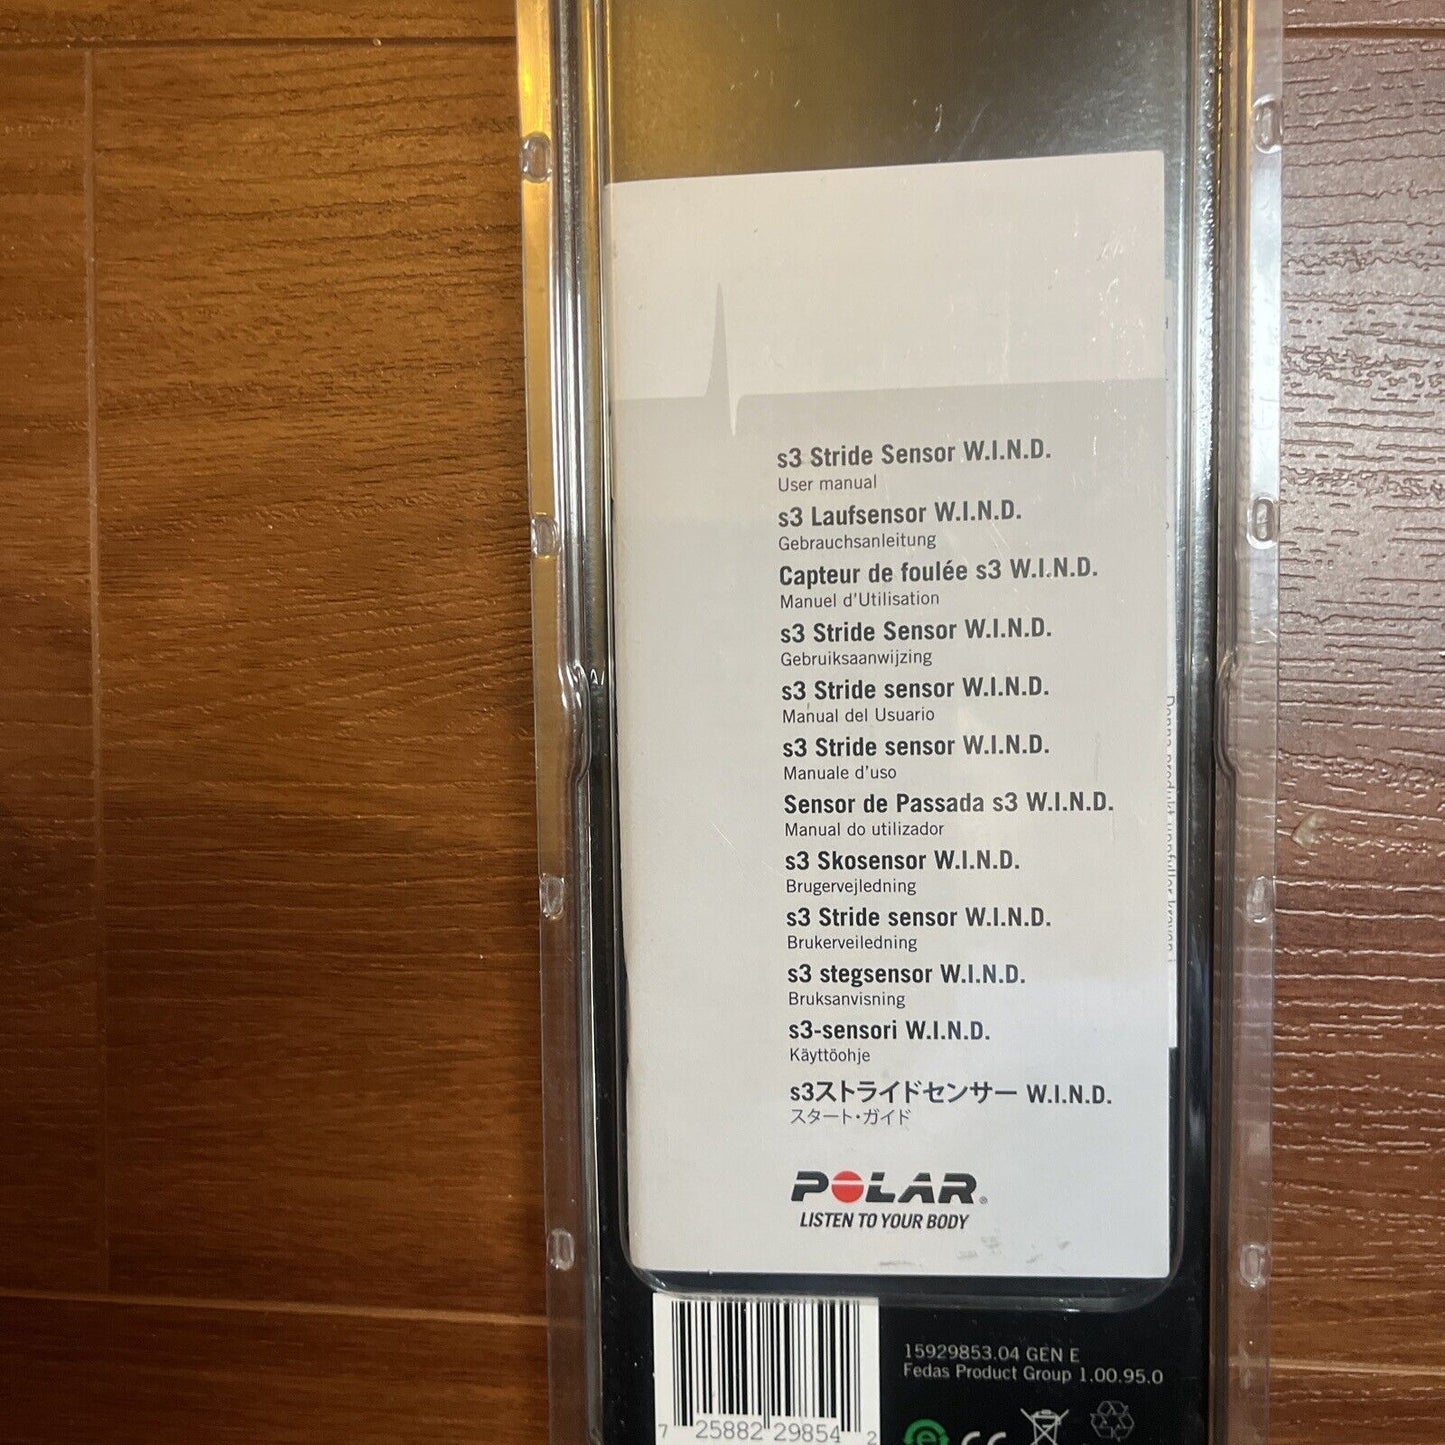 s3 Stride Sensor W.I.N.D.
User manual
s3 Laufsensor W.I.N.D.
Gebrauchsanleitung
Capteur de foulée s3 W.I.N.D.
Manuel d'Utilisation
s3 Stride Sensor W.I.N.D.
Gebruiksaanwijzing
s3 Stride sensor W.I.N.D.
Manual del Usuario
s3 Stride sensor W.I.N.D.
Manuale d'uso
Sensor de Passada s3 W.I.N.D.
Manual do utilizador
s3 Skosensor W.I.N.D.
Brugervejledning
s3 Stride sensor W.I.N.D.
Brukerveiledning
s3 stegsensor W.I.N.D.
Bruksanvisning
s3-sensori W.I.N.D.
Käyttöohje
s3ストライドセンサー W.I.N.D.
スタート・ガイド
POLAR®
LISTEN TO YOUR BODY
15929853.04 GEN E
Fedas Product Group 1.00.95.0
7 25882 29854 2
e CE